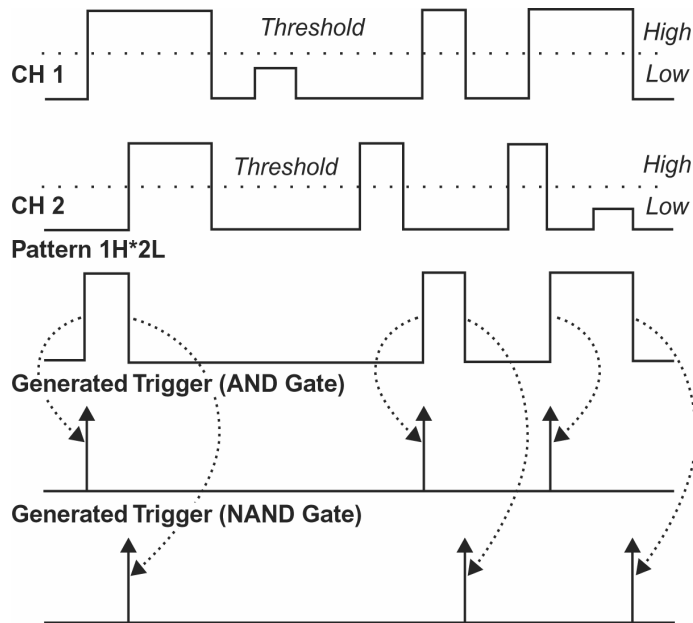 Threshold
High
CH 1
Low
Threshold
High
CH 2
Low
Pattern 1H*2L
Generated Trigger (AND Gate)
Generated Trigger (NAND Gate)